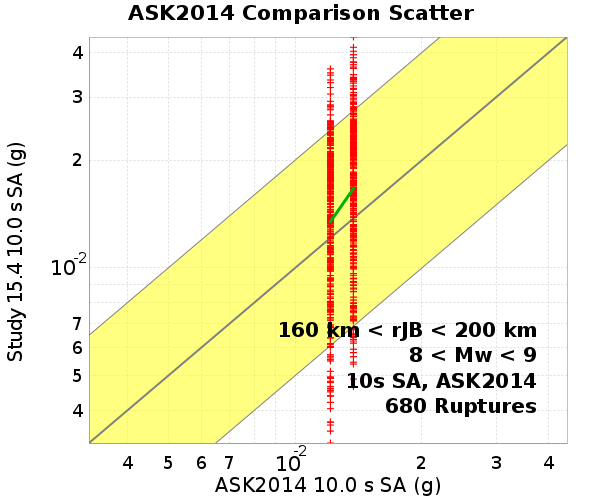 ASK2014 Comparison Scatter
Study 15.4 10.0 s SA (g)
4
3
2
10-2
7
6
5
4
160 km < rJB < 200 km
8 < Mw < 9
10s SA, ASK2014
680 Ruptures
4 5 6 7 10-2 2 3 4
ASK2014 10.0 s SA (g)